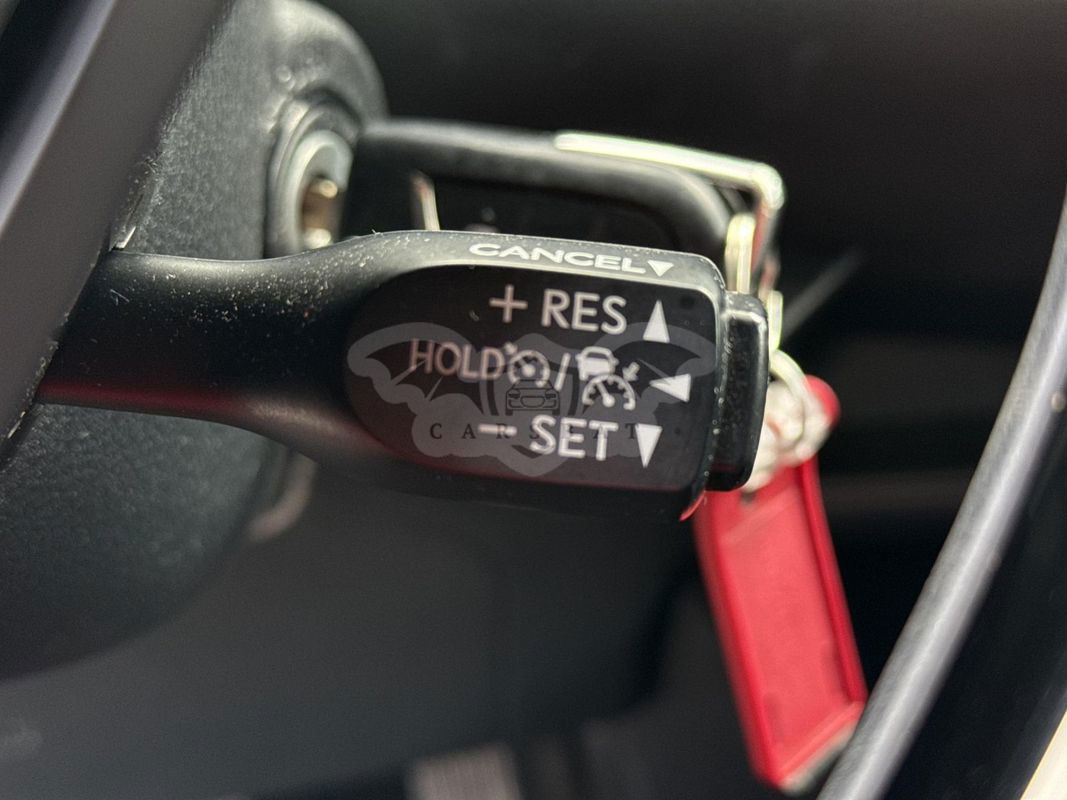 CANCEL▼
+ RES ▲
HOLD / ◀
− SET ▼